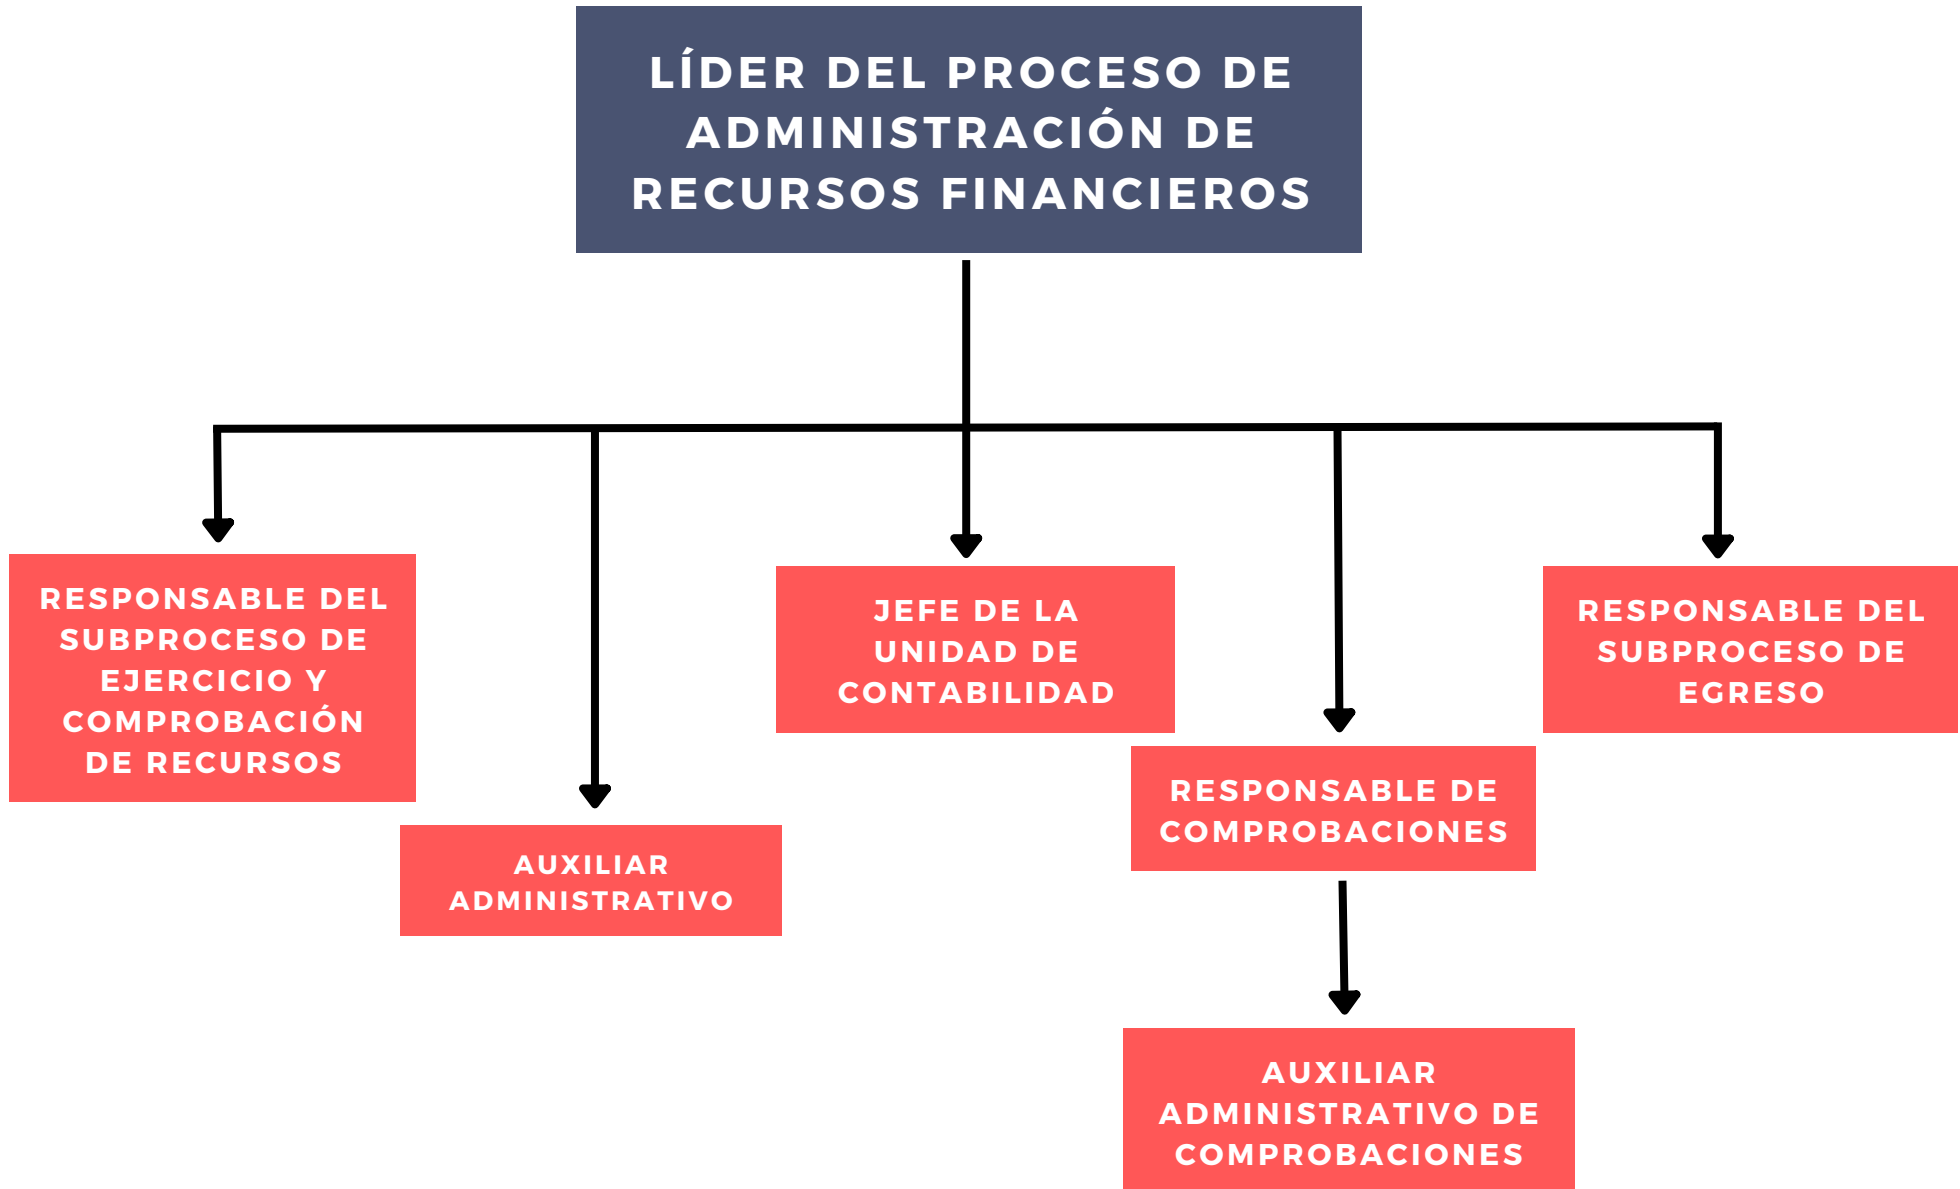 LÍDER DEL PROCESO DE
ADMINISTRACIÓN DE
RECURSOS FINANCIEROS
RESPONSABLE DEL
SUBPROCESO DE
EJERCICIO Y
COMPROBACIÓN
DE RECURSOS
AUXILIAR
ADMINISTRATIVO
JEFE DE LA
UNIDAD DE
CONTABILIDAD
RESPONSABLE DE
COMPROBACIONES
RESPONSABLE DEL
SUBPROCESO DE
EGRESO
AUXILIAR
ADMINISTRATIVO DE
COMPROBACIONES